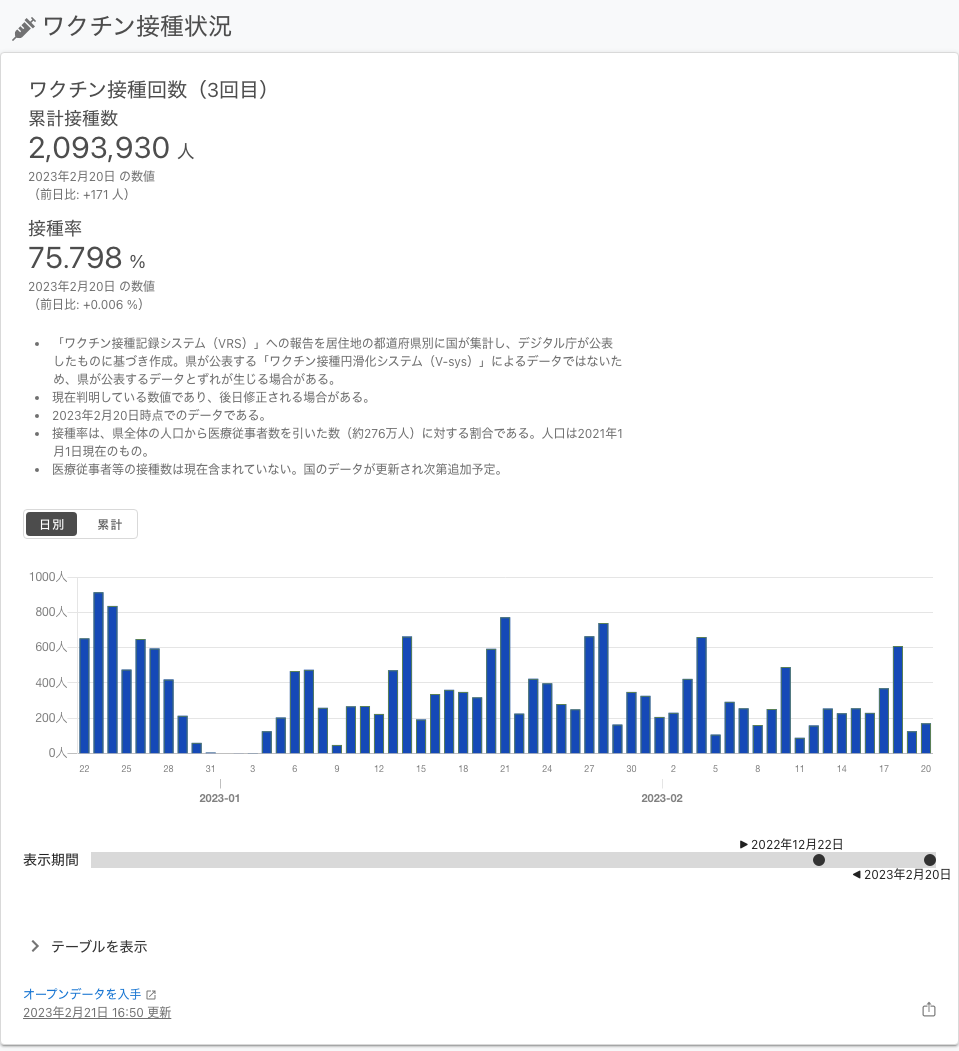 ワクチン接種状況
ワクチン接種回数（3回目）
累計接種数
2,093,930 人
2023年2月20日 の数値
（前日比: +171 人）
接種率
75.798 %
2023年2月20日 の数値
（前日比: +0.006 %）
• 「ワクチン接種記録システム（VRS）」への報告を居住地の都道府県別に国が集計し、デジタル庁が公表
したものに基づき作成。県が公表する「ワクチン接種円滑化システム（V-sys）」によるデータではないた
め、県が公表するデータとずれが生じる場合がある。
• 現在判明している数値であり、後日修正される場合がある。
• 2023年2月20日時点でのデータである。
• 接種率は、県全体の人口から医療従事者数を引いた数（約276万人）に対する割合である。人口は2021年1
月1日現在のもの。
• 医療従事者等の接種数は現在含まれていない。国のデータが更新され次第追加予定。
日別 累計
1000人
800人
600人
400人
200人
0人
22 25 28 31 3 6 9 12 15 18 21 24 27 30 2 5 8 11 14 17 20
2023-01 2023-02
▶ 2022年12月22日
表示期間
◀ 2023年2月20日
テーブルを表示
オープンデータを入手
2023年2月21日 16:50 更新